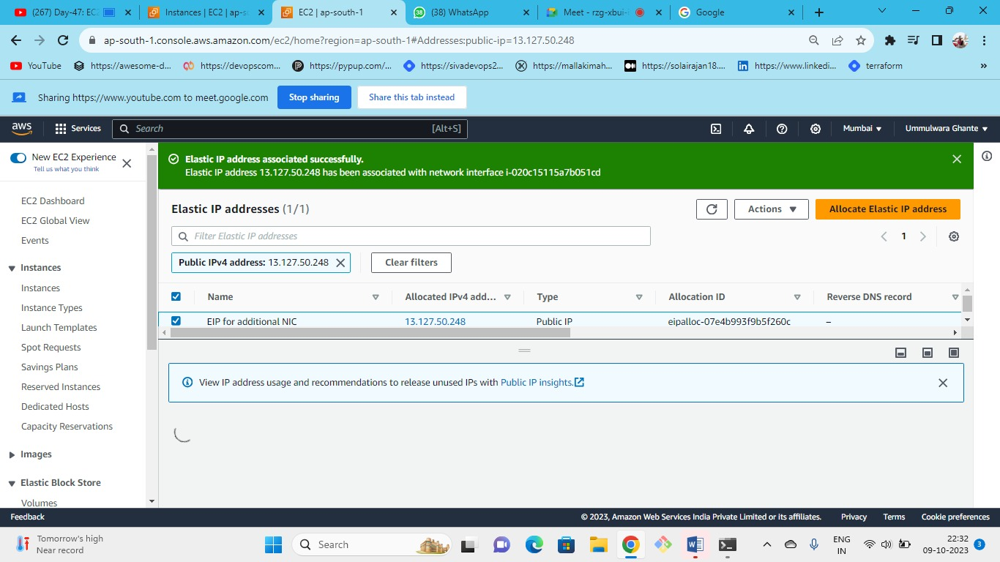 (267) Day-47: EC
Instances | EC2 | ap-s
EC2 | ap-south-1
(38) WhatsApp
Meet - rzg-xbui-
Google
ap-south-1.console.aws.amazon.com/ec2/home?region=ap-south-1#Addresses:public-ip=13.127.50.248
YouTube
https://awesome-d...
https://devopscom...
https://pypup.com/...
https://sivadevops2...
https://mallakimah...
https://solairajan18....
https://www.linkedi...
terraform
»
Sharing https://www.youtube.com to meet.google.com
Stop sharing
Share this tab instead
aws
Services
Search
[Alt+S]
Mumbai
Ummulwara Ghante
New EC2 Experience
Tell us what you think
EC2 Dashboard
EC2 Global View
Events
Instances
Instances
Instance Types
Launch Templates
Spot Requests
Savings Plans
Reserved Instances
Dedicated Hosts
Capacity Reservations
Images
Elastic Block Store
Volumes
Elastic IP address associated successfully.
Elastic IP address 13.127.50.248 has been associated with network interface i-020c15115a7b051cd
Elastic IP addresses (1/1)
Actions
Allocate Elastic IP address
Filter Elastic IP addresses
1
Public IPv4 address: 13.127.50.248
Clear filters
Name
Allocated IPv4 add...
Type
Allocation ID
Reverse DNS record
EIP for additional NIC
13.127.50.248
Public IP
eipalloc-07e4b993f9b5f260c
–
View IP address usage and recommendations to release unused IPs with Public IP insights.
Feedback
© 2023, Amazon Web Services India Private Limited or its affiliates.
Privacy
Terms
Cookie preferences
Tomorrow's high
Near record
Search
ENG
IN
22:32
09-10-2023
3